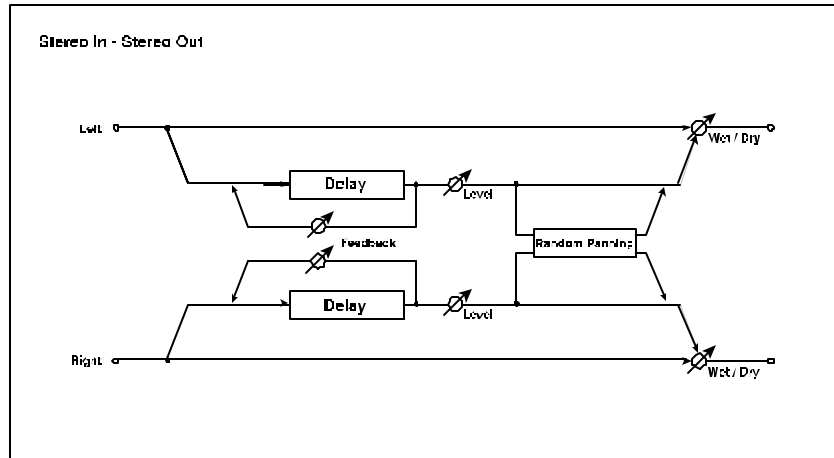 Stereo In - Stereo Out
Left
Wet / Dry
Delay
Level
Feedback
Random Panning
Delay
Level
Right
Wet / Dry